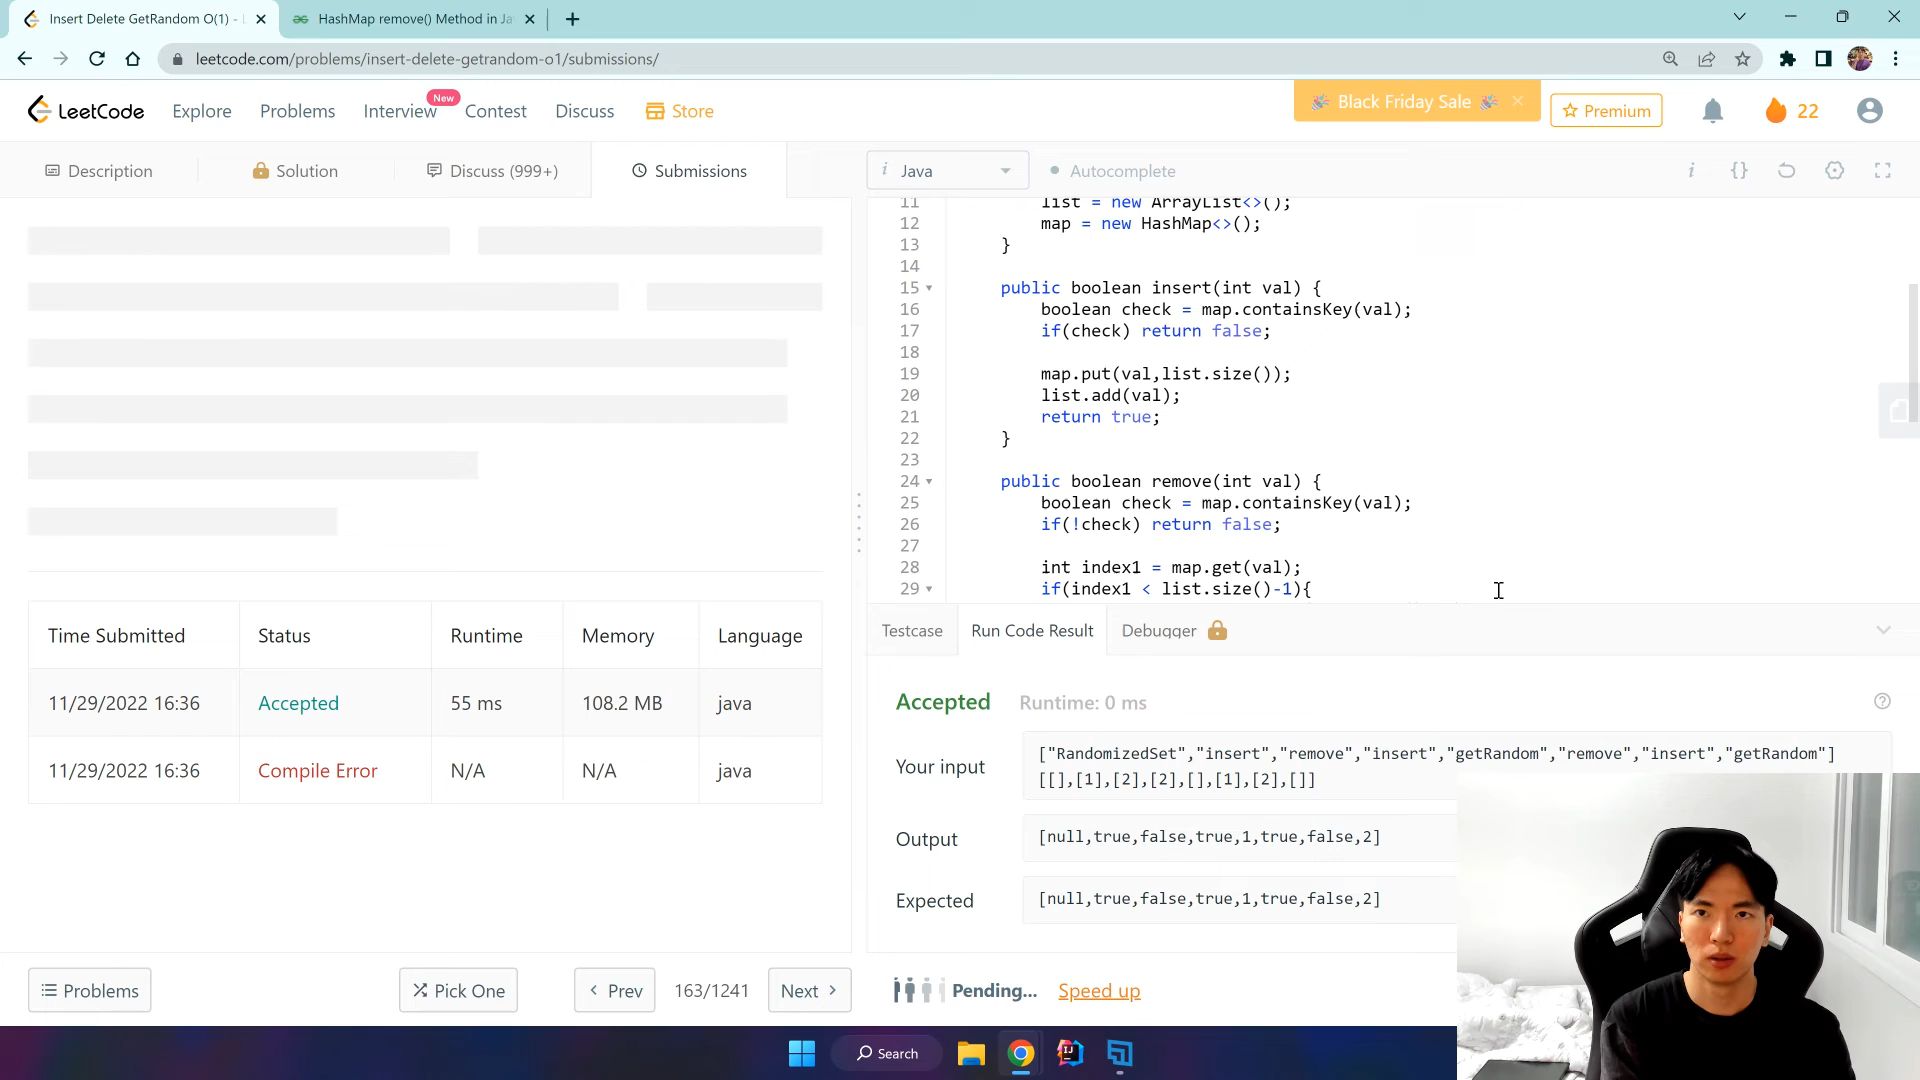 Insert Delete GetRandom O(1) - L
HashMap remove() Method in Ja
leetcode.com/problems/insert-delete-getrandom-o1/submissions/
LeetCode
Explore
Problems
Interview
New
Contest
Discuss
Store
Black Friday Sale
Premium
22
Description
Solution
Discuss (999+)
Submissions
i Java
Autocomplete
11 list = new ArrayList<>();
12 map = new HashMap<>();
13 }
14
15 public boolean insert(int val) {
16 boolean check = map.containsKey(val);
17 if(check) return false;
18
19 map.put(val,list.size());
20 list.add(val);
21 return true;
22 }
23
24 public boolean remove(int val) {
25 boolean check = map.containsKey(val);
26 if(!check) return false;
27
28 int index1 = map.get(val);
29 if(index1 < list.size()-1){
Testcase
Run Code Result
Debugger
Time Submitted Status Runtime Memory Language
11/29/2022 16:36 Accepted 55 ms 108.2 MB java
11/29/2022 16:36 Compile Error N/A N/A java
Accepted Runtime: 0 ms
Your input
["RandomizedSet","insert","remove","insert","getRandom","remove","insert","getRandom"]
[[],[1],[2],[2],[],[1],[2],[]]
Output
[null,true,false,true,1,true,false,2]
Expected
[null,true,false,true,1,true,false,2]
Problems
Pick One
Prev
163/1241
Next
Pending...
Speed up
Search